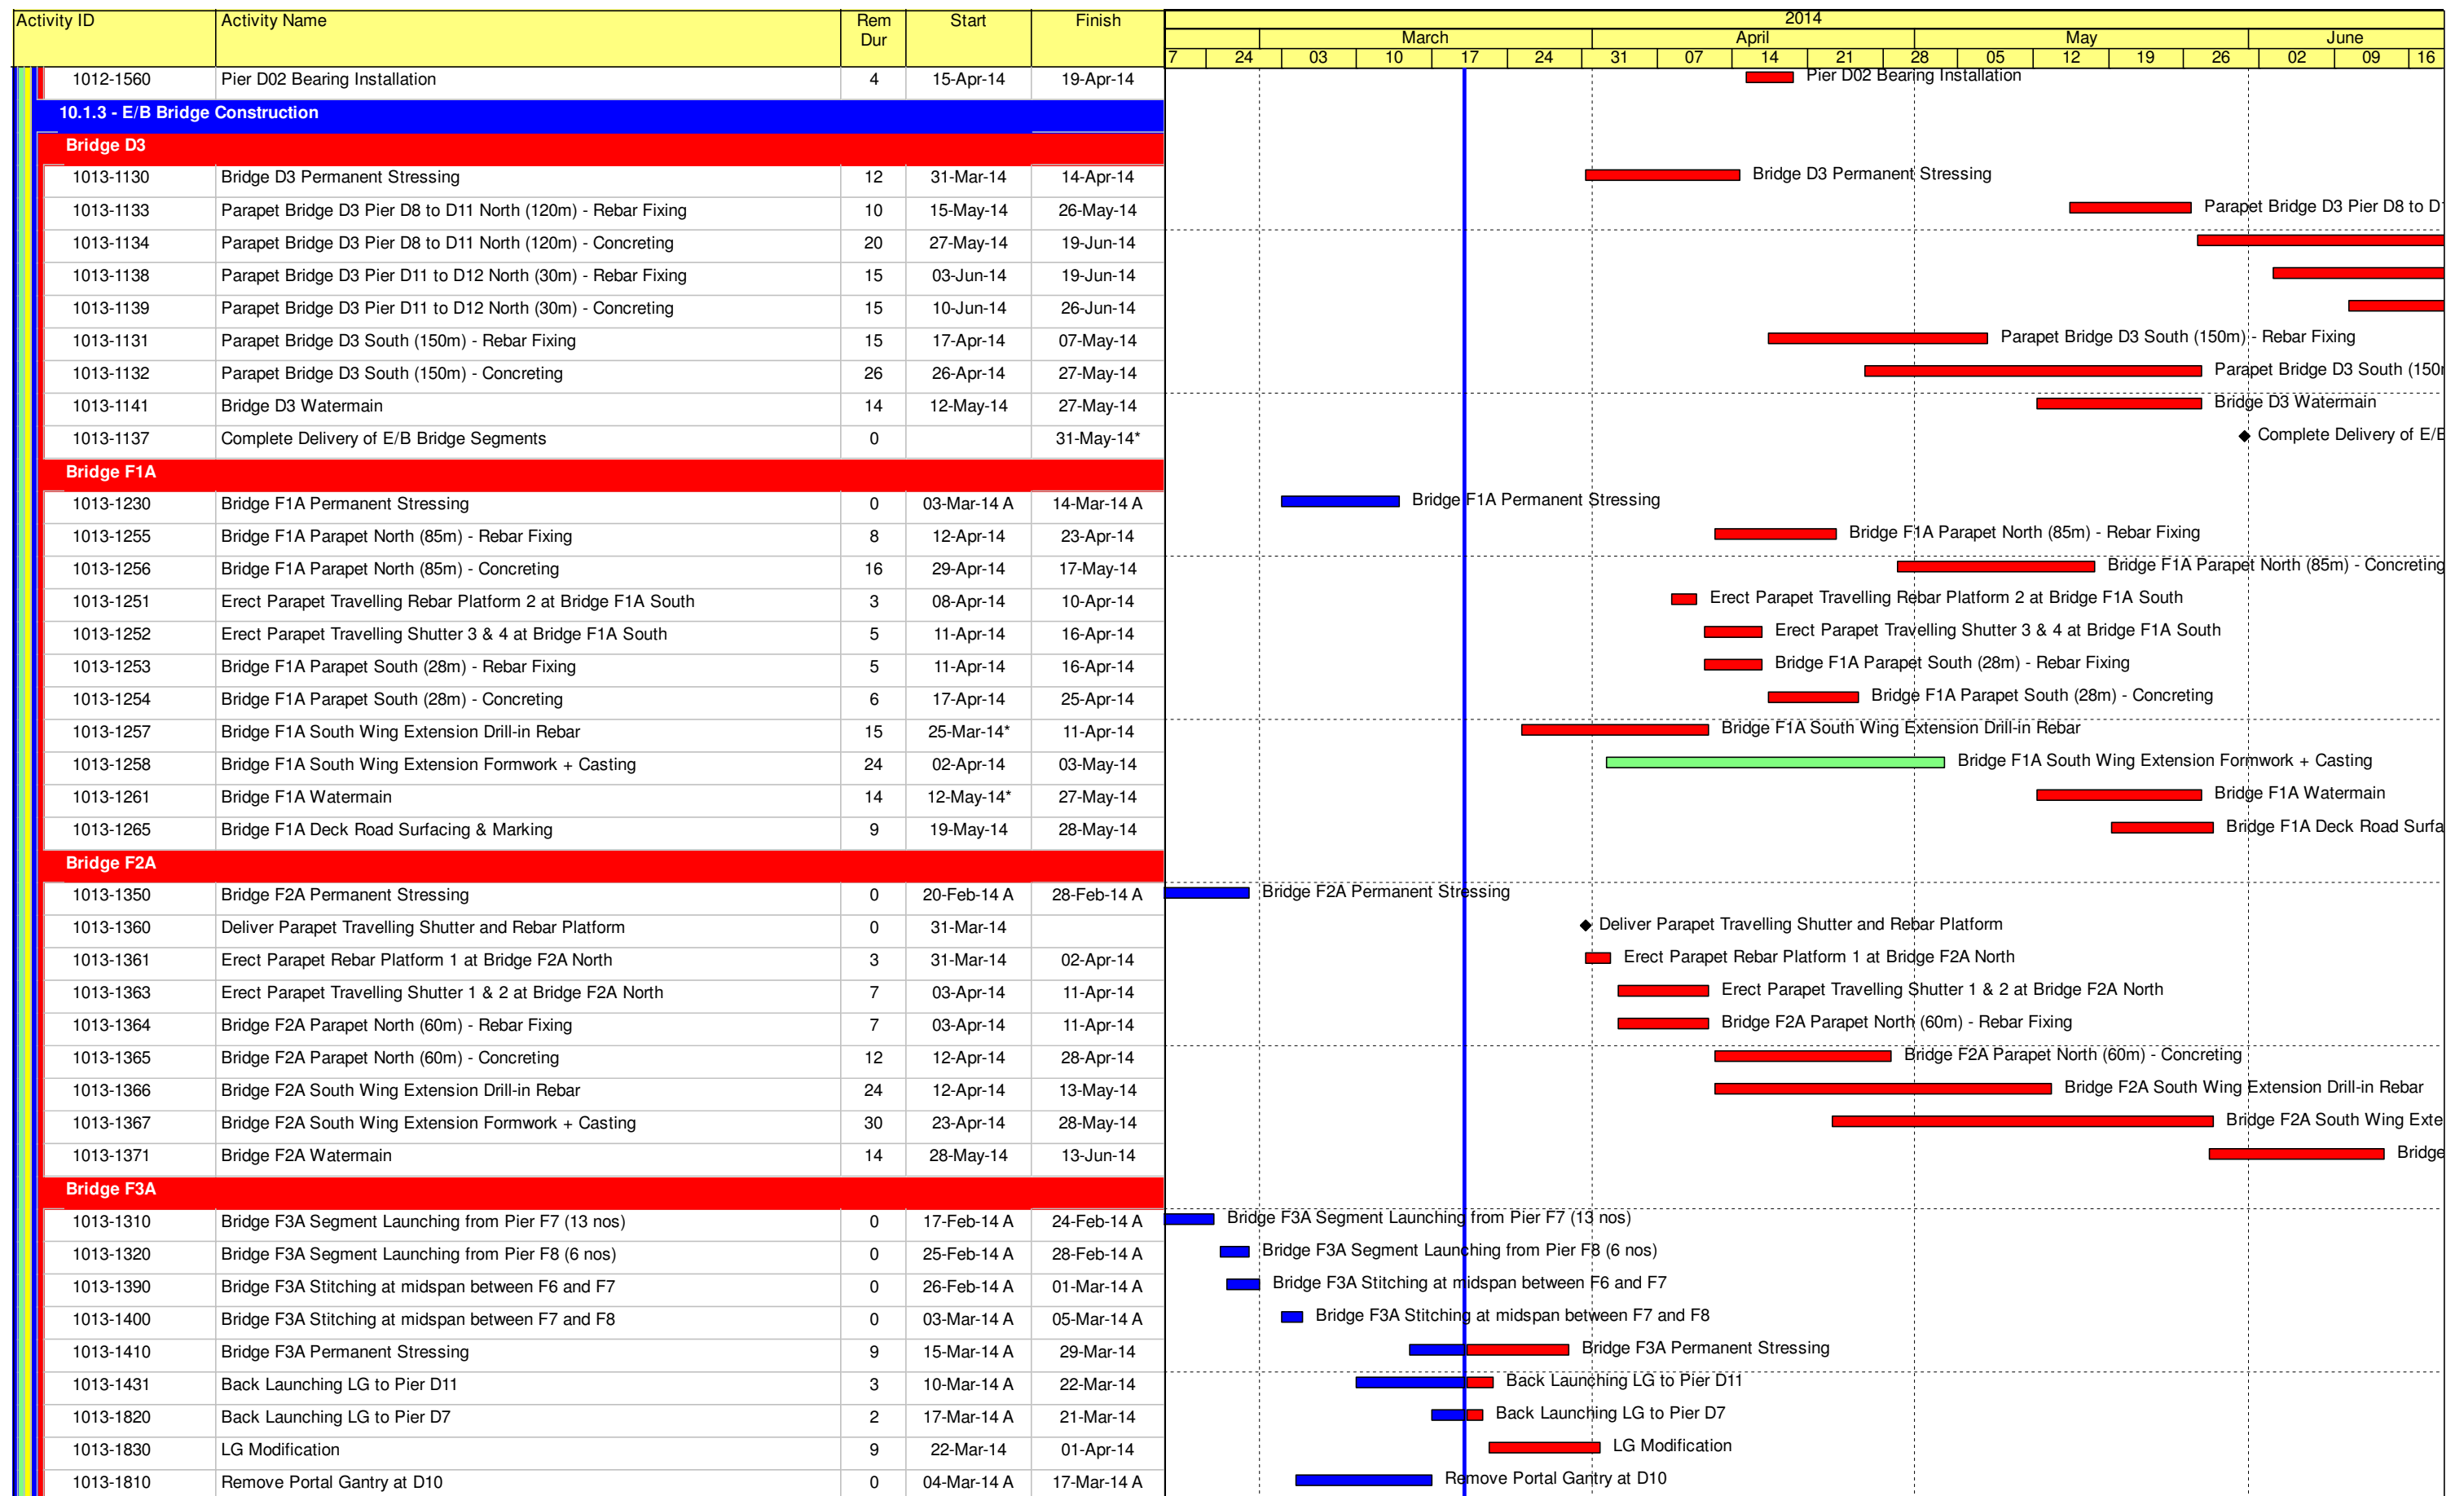 Activity ID Activity Name Rem Dur Start Finish 2014
March April May June
7 24 03 10 17 24 31 07 14 21 28 05 12 19 26 02 09 16
1012-1560 Pier D02 Bearing Installation 4 15-Apr-14 19-Apr-14 Pier D02 Bearing Installation
10.1.3 - E/B Bridge Construction
Bridge D3
1013-1130 Bridge D3 Permanent Stressing 12 31-Mar-14 14-Apr-14 Bridge D3 Permanent Stressing
1013-1133 Parapet Bridge D3 Pier D8 to D11 North (120m) - Rebar Fixing 10 15-May-14 26-May-14 Parapet Bridge D3 Pier D8 to D1
1013-1134 Parapet Bridge D3 Pier D8 to D11 North (120m) - Concreting 20 27-May-14 19-Jun-14
1013-1138 Parapet Bridge D3 Pier D11 to D12 North (30m) - Rebar Fixing 15 03-Jun-14 19-Jun-14
1013-1139 Parapet Bridge D3 Pier D11 to D12 North (30m) - Concreting 15 10-Jun-14 26-Jun-14
1013-1131 Parapet Bridge D3 South (150m) - Rebar Fixing 15 17-Apr-14 07-May-14 Parapet Bridge D3 South (150m) - Rebar Fixing
1013-1132 Parapet Bridge D3 South (150m) - Concreting 26 26-Apr-14 27-May-14 Parapet Bridge D3 South (150m
1013-1141 Bridge D3 Watermain 14 12-May-14 27-May-14 Bridge D3 Watermain
1013-1137 Complete Delivery of E/B Bridge Segments 0 31-May-14* Complete Delivery of E/B
Bridge F1A
1013-1230 Bridge F1A Permanent Stressing 0 03-Mar-14 A 14-Mar-14 A Bridge F1A Permanent Stressing
1013-1255 Bridge F1A Parapet North (85m) - Rebar Fixing 8 12-Apr-14 23-Apr-14 Bridge F1A Parapet North (85m) - Rebar Fixing
1013-1256 Bridge F1A Parapet North (85m) - Concreting 16 29-Apr-14 17-May-14 Bridge F1A Parapet North (85m) - Concreting
1013-1251 Erect Parapet Travelling Rebar Platform 2 at Bridge F1A South 3 08-Apr-14 10-Apr-14 Erect Parapet Travelling Rebar Platform 2 at Bridge F1A South
1013-1252 Erect Parapet Travelling Shutter 3 & 4 at Bridge F1A South 5 11-Apr-14 16-Apr-14 Erect Parapet Travelling Shutter 3 & 4 at Bridge F1A South
1013-1253 Bridge F1A Parapet South (28m) - Rebar Fixing 5 11-Apr-14 16-Apr-14 Bridge F1A Parapet South (28m) - Rebar Fixing
1013-1254 Bridge F1A Parapet South (28m) - Concreting 6 17-Apr-14 25-Apr-14 Bridge F1A Parapet South (28m) - Concreting
1013-1257 Bridge F1A South Wing Extension Drill-in Rebar 15 25-Mar-14* 11-Apr-14 Bridge F1A South Wing Extension Drill-in Rebar
1013-1258 Bridge F1A South Wing Extension Formwork + Casting 24 02-Apr-14 03-May-14 Bridge F1A South Wing Extension Formwork + Casting
1013-1261 Bridge F1A Watermain 14 12-May-14* 27-May-14 Bridge F1A Watermain
1013-1265 Bridge F1A Deck Road Surfacing & Marking 9 19-May-14 28-May-14 Bridge F1A Deck Road Surfa
Bridge F2A
1013-1350 Bridge F2A Permanent Stressing 0 20-Feb-14 A 28-Feb-14 A Bridge F2A Permanent Stressing
1013-1360 Deliver Parapet Travelling Shutter and Rebar Platform 0 31-Mar-14 Deliver Parapet Travelling Shutter and Rebar Platform
1013-1361 Erect Parapet Rebar Platform 1 at Bridge F2A North 3 31-Mar-14 02-Apr-14 Erect Parapet Rebar Platform 1 at Bridge F2A North
1013-1363 Erect Parapet Travelling Shutter 1 & 2 at Bridge F2A North 7 03-Apr-14 11-Apr-14 Erect Parapet Travelling Shutter 1 & 2 at Bridge F2A North
1013-1364 Bridge F2A Parapet North (60m) - Rebar Fixing 7 03-Apr-14 11-Apr-14 Bridge F2A Parapet North (60m) - Rebar Fixing
1013-1365 Bridge F2A Parapet North (60m) - Concreting 12 12-Apr-14 28-Apr-14 Bridge F2A Parapet North (60m) - Concreting
1013-1366 Bridge F2A South Wing Extension Drill-in Rebar 24 12-Apr-14 13-May-14 Bridge F2A South Wing Extension Drill-in Rebar
1013-1367 Bridge F2A South Wing Extension Formwork + Casting 30 23-Apr-14 28-May-14 Bridge F2A South Wing Exte
1013-1371 Bridge F2A Watermain 14 28-May-14 13-Jun-14 Bridge
Bridge F3A
1013-1310 Bridge F3A Segment Launching from Pier F7 (13 nos) 0 17-Feb-14 A 24-Feb-14 A Bridge F3A Segment Launching from Pier F7 (13 nos)
1013-1320 Bridge F3A Segment Launching from Pier F8 (6 nos) 0 25-Feb-14 A 28-Feb-14 A Bridge F3A Segment Launching from Pier F8 (6 nos)
1013-1390 Bridge F3A Stitching at midspan between F6 and F7 0 26-Feb-14 A 01-Mar-14 A Bridge F3A Stitching at midspan between F6 and F7
1013-1400 Bridge F3A Stitching at midspan between F7 and F8 0 03-Mar-14 A 05-Mar-14 A Bridge F3A Stitching at midspan between F7 and F8
1013-1410 Bridge F3A Permanent Stressing 9 15-Mar-14 A 29-Mar-14 Bridge F3A Permanent Stressing
1013-1431 Back Launching LG to Pier D11 3 10-Mar-14 A 22-Mar-14 Back Launching LG to Pier D11
1013-1820 Back Launching LG to Pier D7 2 17-Mar-14 A 21-Mar-14 Back Launching LG to Pier D7
1013-1830 LG Modification 9 22-Mar-14 01-Apr-14 LG Modification
1013-1810 Remove Portal Gantry at D10 0 04-Mar-14 A 17-Mar-14 A Remove Portal Gantry at D10